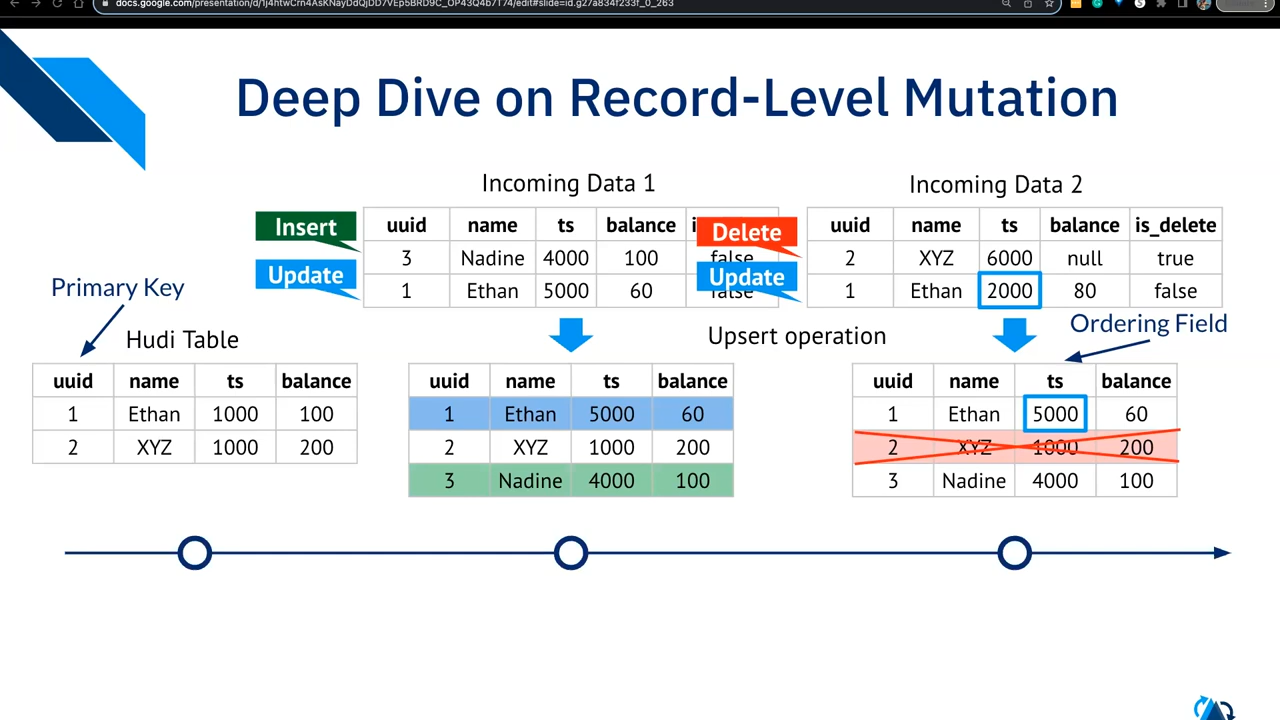 docs.google.com/presentation/d/1j4htwCrn4AsKNayDdQjDD7VEp5BRD9C_OP43Q4b7T74/edit#slide=id.g27a834f233f_0_263
Deep Dive on Record-Level Mutation
Incoming Data 1
Incoming Data 2
Insert
uuid name ts balance
Update
3 Nadine 4000 100 false
1 Ethan 5000 60 false
Delete
uuid name ts balance is_delete
Update
2 XYZ 6000 null true
1 Ethan 2000 80 false
Primary Key
Ordering Field
Hudi Table
Upsert operation
uuid name ts balance
1 Ethan 1000 100
2 XYZ 1000 200
uuid name ts balance
1 Ethan 5000 60
2 XYZ 1000 200
3 Nadine 4000 100
uuid name ts balance
1 Ethan 5000 60
2 XYZ 1000 200
3 Nadine 4000 100